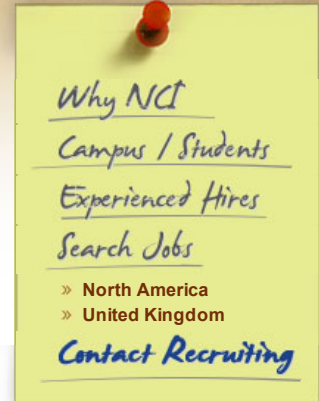 Why NCI
Campus / Students
Experienced Hires
Search Jobs
» North America
» United Kingdom
Contact Recruiting